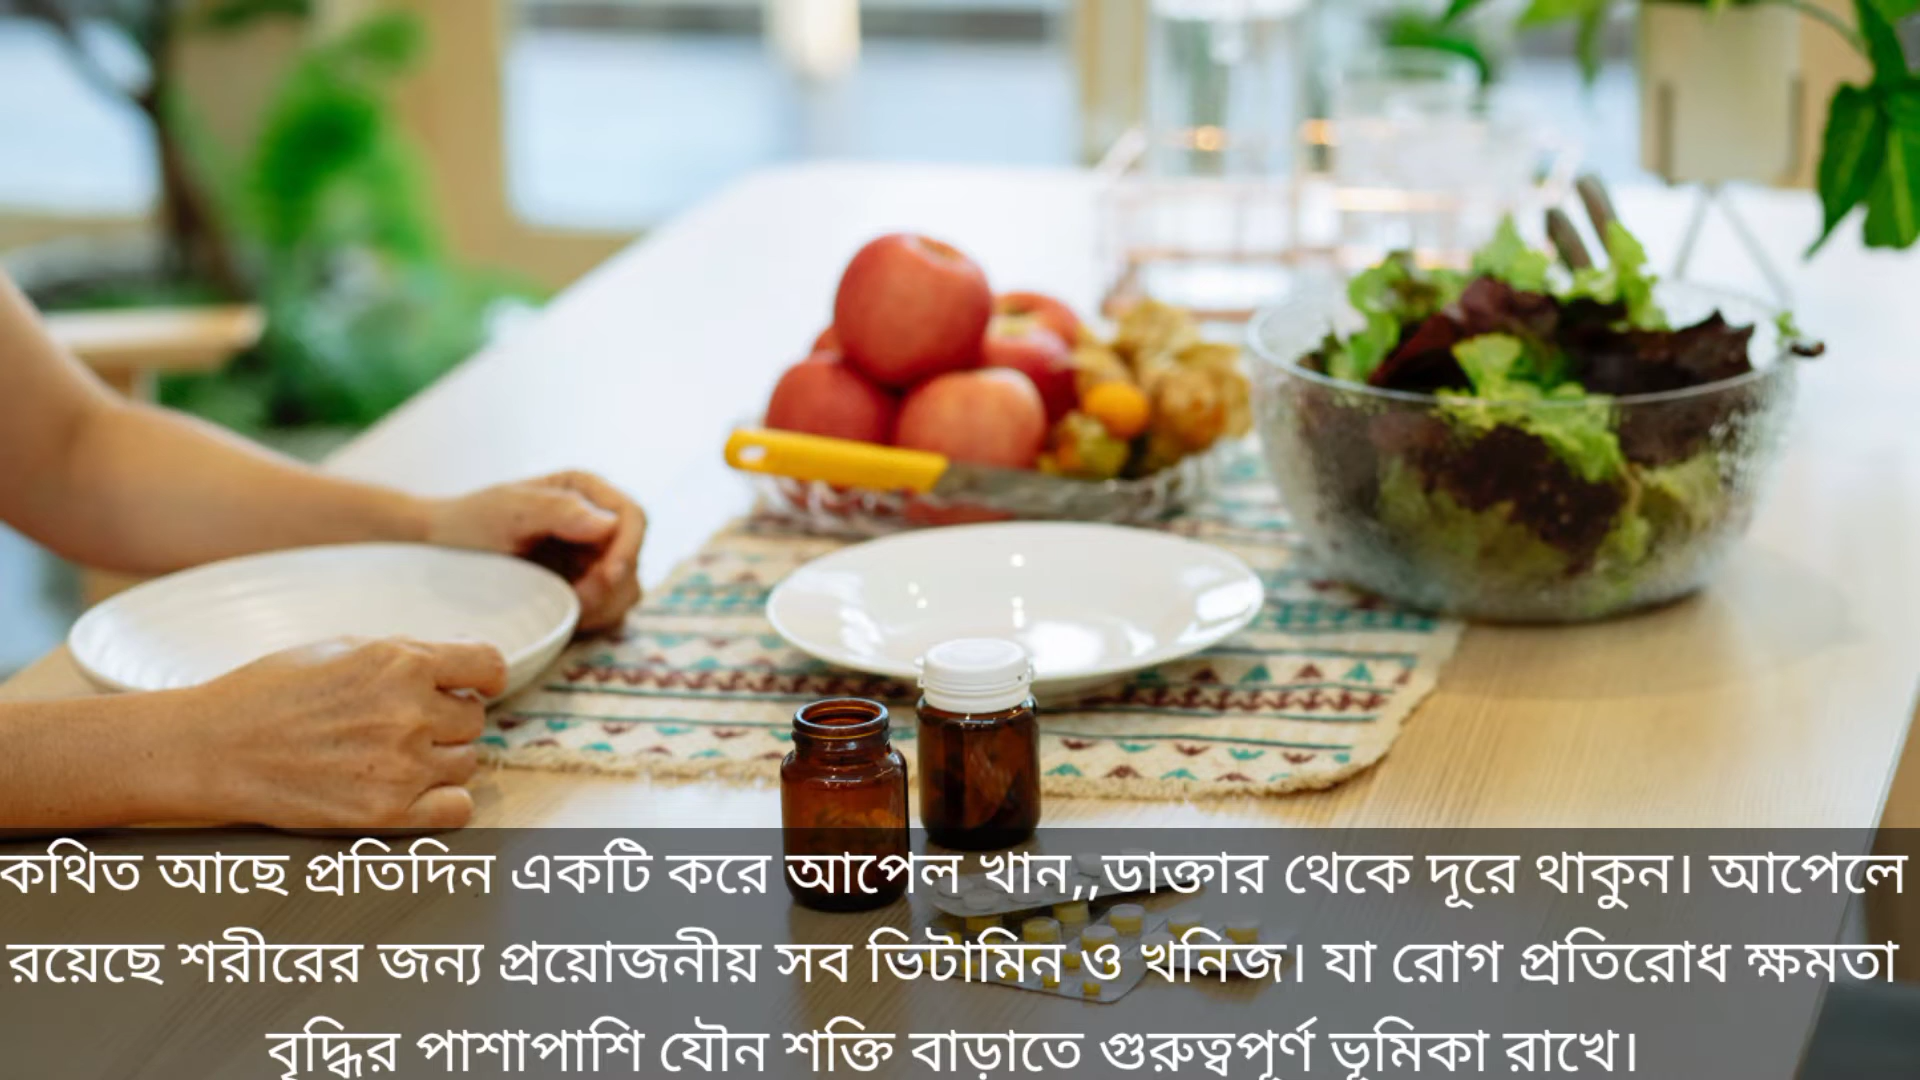 কথিত আছে প্রতিদিন একটি করে আপেল খান,,ডাক্তার থেকে দূরে থাকুন। আপেলে
রয়েছে শরীরের জন্য প্রয়োজনীয় সব ভিটামিন ও খনিজ। যা রোগ প্রতিরোধ ক্ষমতা
বৃদ্ধির পাশাপাশি যৌন শক্তি বাড়াতে গুরুত্বপূর্ণ ভূমিকা রাখে।